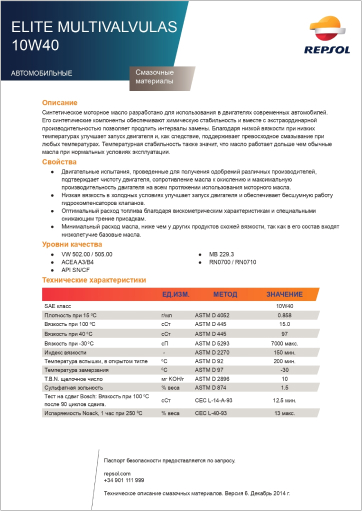 ELITE MULTIVALVULAS
10W40
REPSOL
АВТОМОБИЛЬНЫЕ
Смазочные
материалы
Описание
Синтетическое моторное масло разработано для использования в двигателях современных автомобилей.
Его синтетические компоненты обеспечивают химическую стабильность и вместе с экстраординарной
производительностью позволяет продлить интервалы замены. Благодаря низкой вязкости при низких
температурах улучшает запуск двигателя и, как следствие, поддерживает превосходное смазывание при
любых температурах. Температурная стабильность также значит, что масло работает дольше чем обычные
масла при нормальных условиях эксплуатации.
Свойства
• Двигательные испытания, проведенные для получения одобрений различных производителей,
подтверждает чистоту двигателя, сопротивление масла к окислению и максимальную
производительность двигателя на всем протяжении использования моторного масла.
• Низкая вязкость в холодных условиях улучшает запуск двигателя и обеспечивает бесшумную работу
гидрокомпенсаторов клапанов.
• Оптимальный расход топлива благодаря вискометрическим характеристикам и специальными
снижающим трение присадкам.
• Минимальный расход масла, ниже чем у других продуктов схожей вязкости, так как в его состав входят
низколетучие базовые масла.
Уровни качества
• VW 502.00 / 505.00
• ACEA A3/B4
• API SN/CF
• MB 229.3
• RN0700 / RN0710
Технические характеристики
ЕД.ИЗМ. МЕТОД ЗНАЧЕНИЕ
SAE класс 10W40
Плотность при 15 ºC г/мл ASTM D 4052 0.858
Вязкость при 100 ºC сСт ASTM D 445 15.0
Вязкость при 40 ºC сСт ASTM D 445 97
Вязкость при -30ºC сП ASTM D 5293 7000 макс.
Индекс вязкости - ASTM D 2270 150 мин.
Температура вспышки, в открытом тигле ºC ASTM D 92 200 мин.
Температура замерзания ºC ASTM D 97 -30
T.B.N. щелочное число мг КОН/г ASTM D 2896 10
Сульфатная зольность % веса ASTM D 874 1.5
Тест на сдвиг Bosch: Вязкость при 100 ºC
после 90 циклов сдвига. сСт CEC L-14-A-93 12.5 мин.
Испаряемость Noack, 1 час при 250 ºC % веса CEC L-40-93 13 макс.
Паспорт безопасности предоставляется по запросу.
repsol.com
+34 901 111 999
Техническое описание смазочных материалов. Версия 6. Декабрь 2014 г.